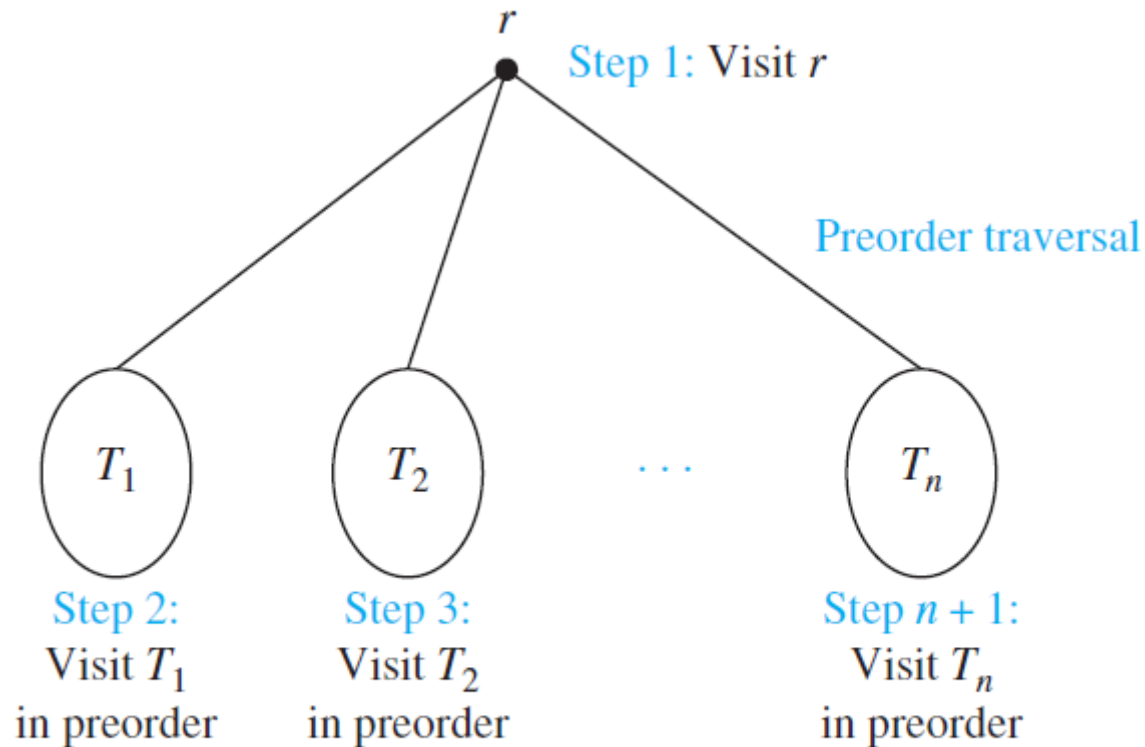 r
Step 1: Visit r
Preorder traversal
T₁
T₂
· · ·
Tₙ
Step 2:
Visit T₁
in preorder
Step 3:
Visit T₂
in preorder
Step n + 1:
Visit Tₙ
in preorder